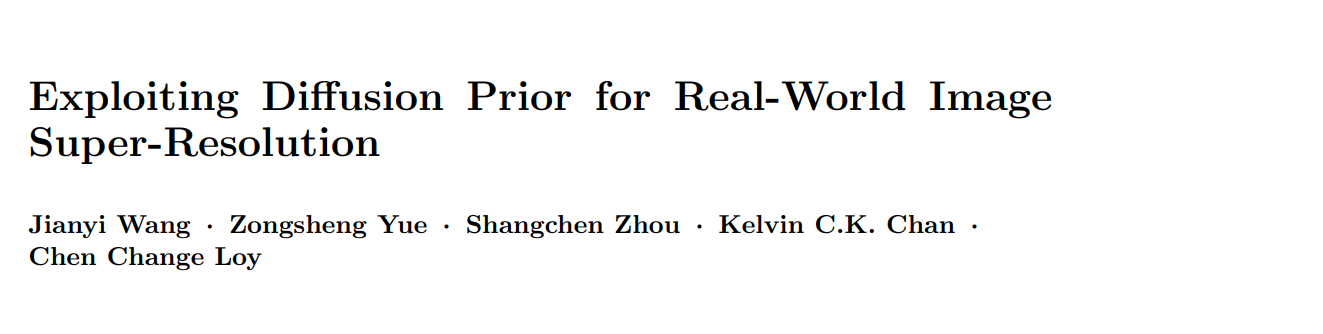 Exploiting Diffusion Prior for Real-World Image
Super-Resolution
Jianyi Wang · Zongsheng Yue · Shangchen Zhou · Kelvin C.K. Chan ·
Chen Change Loy